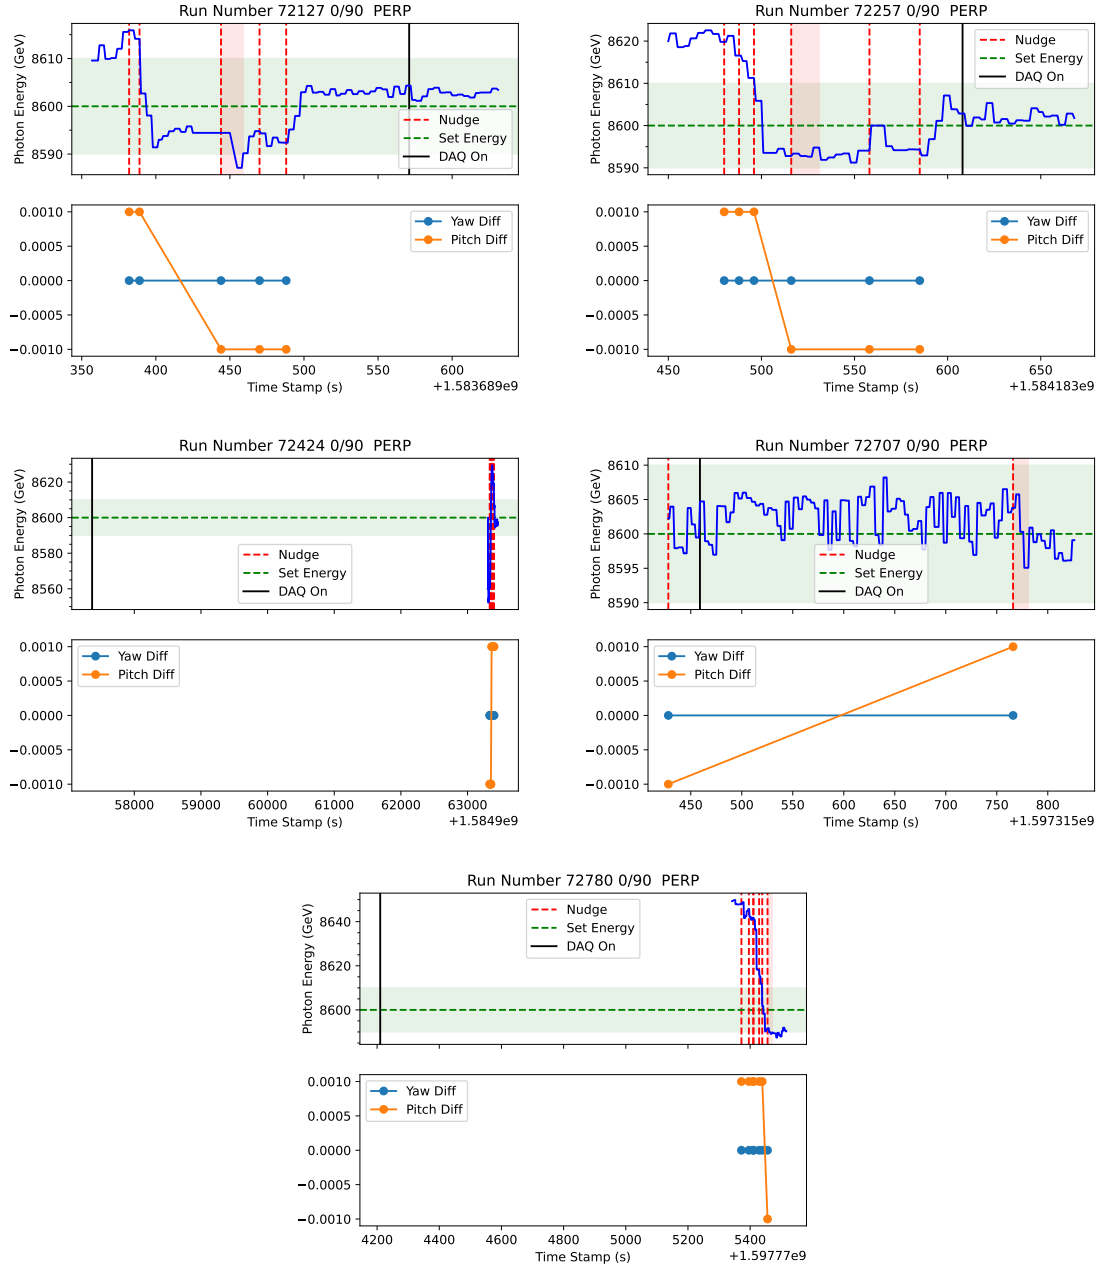 Run Number 72127 0/90  PERP
Photon Energy (GeV)
8610
8600
8590
Nudge
Set Energy
DAQ On
0.0010
0.0005
0.0000
−0.0005
−0.0010
Yaw Diff
Pitch Diff
350 400 450 500 550 600
Time Stamp (s)
+1.583689e9
Run Number 72257 0/90  PERP
Photon Energy (GeV)
8620
8610
8600
8590
Nudge
Set Energy
DAQ On
0.0010
0.0005
0.0000
−0.0005
−0.0010
Yaw Diff
Pitch Diff
450 500 550 600 650
Time Stamp (s)
+1.584183e9
Run Number 72424 0/90  PERP
Photon Energy (GeV)
8620
8600
8580
8560
Nudge
Set Energy
DAQ On
0.0010
0.0005
0.0000
−0.0005
−0.0010
Yaw Diff
Pitch Diff
58000 59000 60000 61000 62000 63000
Time Stamp (s)
+1.5849e9
Run Number 72707 0/90  PERP
Photon Energy (GeV)
8610
8605
8600
8595
8590
Nudge
Set Energy
DAQ On
0.0010
0.0005
0.0000
−0.0005
−0.0010
Yaw Diff
Pitch Diff
450 500 550 600 650 700 750 800
Time Stamp (s)
+1.597315e9
Run Number 72780 0/90  PERP
Photon Energy (GeV)
8640
8620
8600
Nudge
Set Energy
DAQ On
0.0010
0.0005
0.0000
−0.0005
−0.0010
Yaw Diff
Pitch Diff
4200 4400 4600 4800 5000 5200 5400
Time Stamp (s)
+1.59777e9